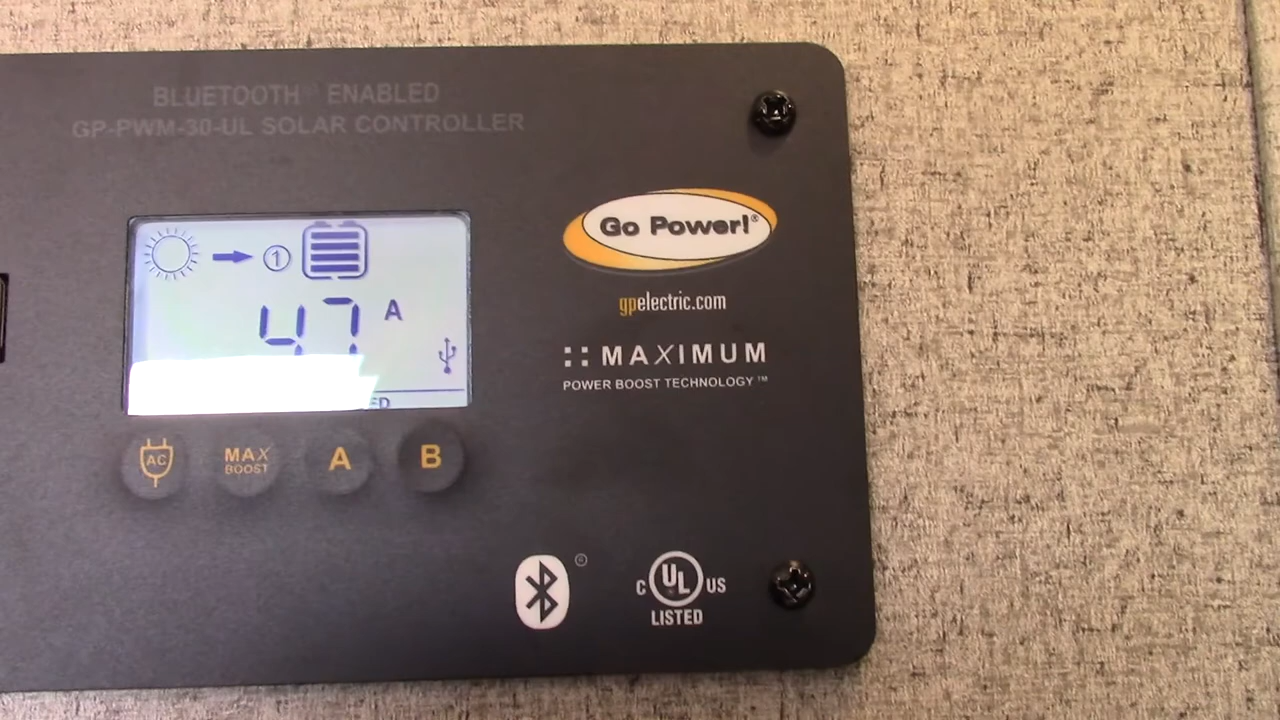 BLUETOOTH ENABLED
GP-PWM-30-UL SOLAR CONTROLLER
1
A
Go Power!®
gpelectric.com
MAXIMUM
POWER BOOST TECHNOLOGY™
AC
MAX
BOOST
A
B
C UL US
LISTED